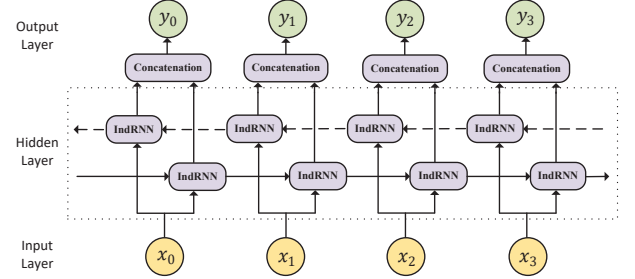 Output
Layer
y₀ y₁ y₂ y₃
Concatenation Concatenation Concatenation Concatenation
Hidden
Layer
IndRNN IndRNN IndRNN IndRNN
IndRNN IndRNN IndRNN IndRNN
Input
Layer
x₀ x₁ x₂ x₃